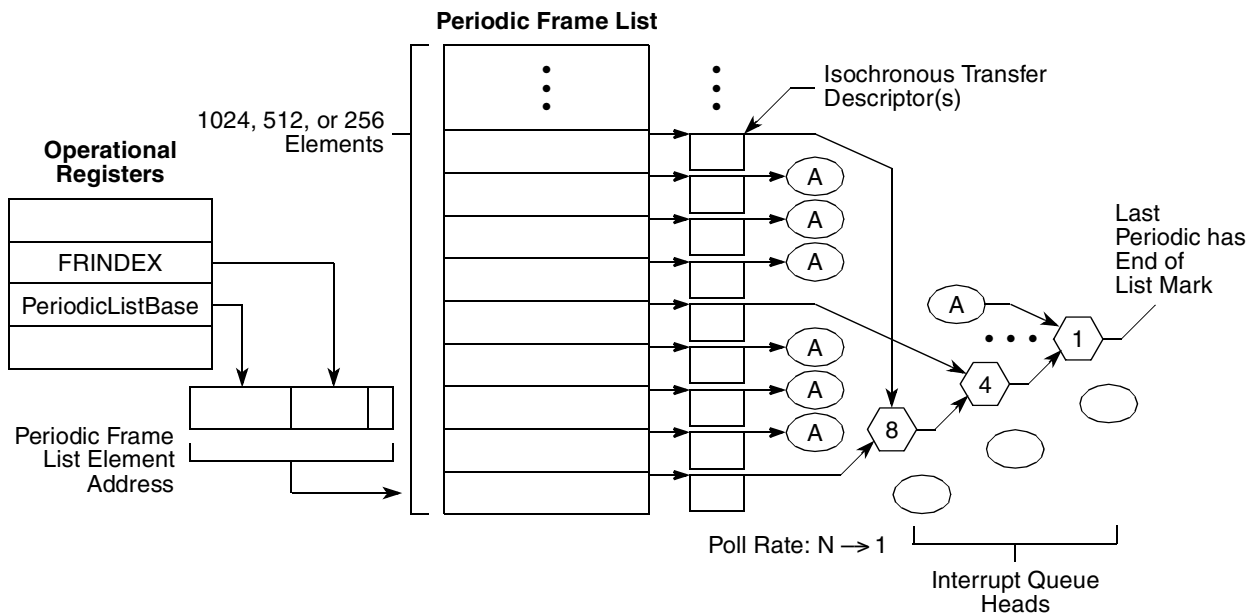 Periodic Frame List
1024, 512, or 256
Elements
Isochronous Transfer
Descriptor(s)
Operational
Registers
FRINDEX
PeriodicListBase
Periodic Frame
List Element
Address
A
A
A
A
A
A
A
8
4
1
Last
Periodic has
End of
List Mark
Poll Rate: N → 1
Interrupt Queue
Heads